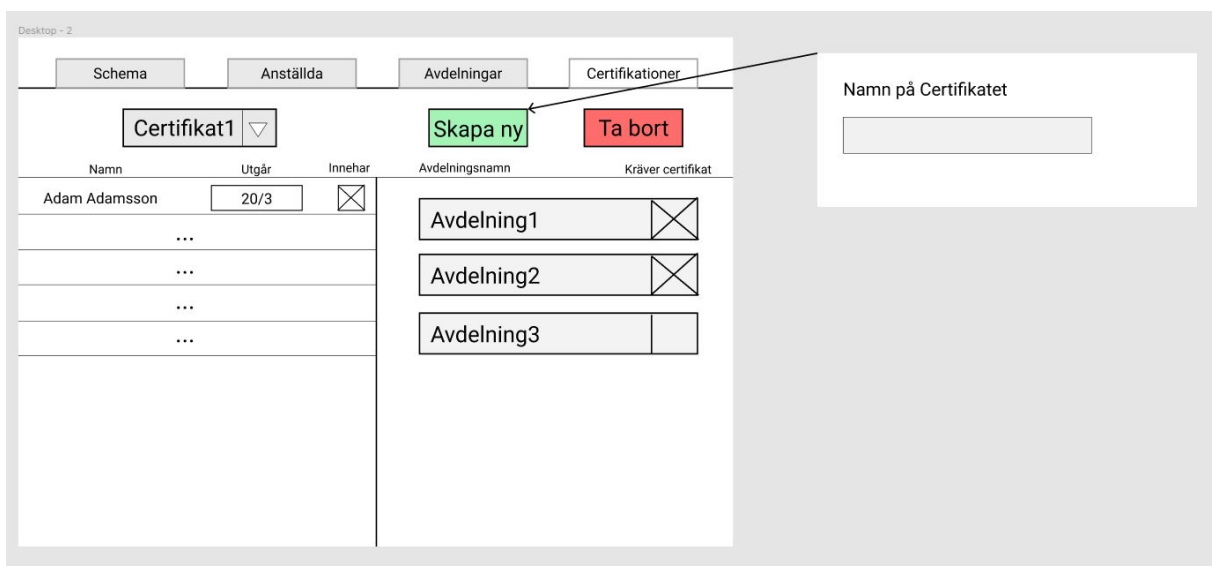 Desktop - 2
Schema Anställda Avdelningar Certifikationer
Certifikat1 Skapa ny Ta bort
Namn Utgår Innehar Avdelningsnamn Kräver certifikat
Adam Adamsson 20/3
...
...
...
...
Avdelning1
Avdelning2
Avdelning3
Namn på Certifikatet